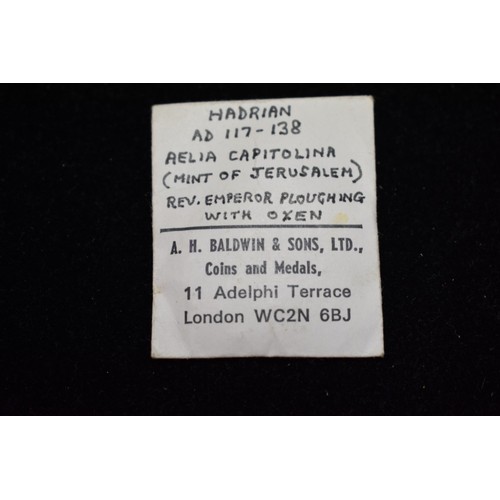 HADRIAN
AD 117-138
AELIA CAPITOLINA
(MINT OF JERUSALEM)
REV. EMPEROR PLOUGHING
WITH OXEN
A. H. BALDWIN & SONS, LTD.,
Coins and Medals,
11 Adelphi Terrace
London WC2N 6BJ